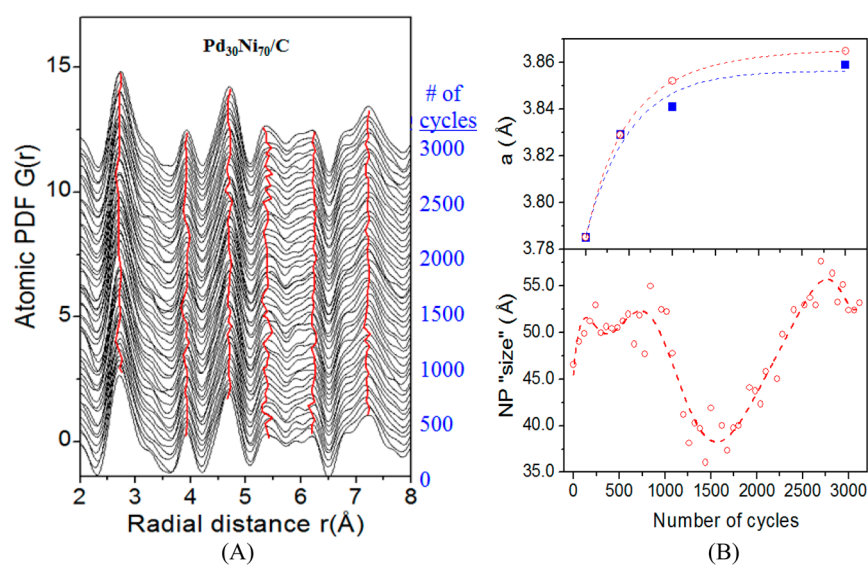 Pd30Ni70/C
Atomic PDF G(r)
15
10
5
0
2 3 4 5 6 7 8
Radial distance r(Å)
# of
cycles
3000
2500
2000
1500
1000
500
0
(A)
a (Å)
3.86
3.84
3.82
3.80
3.78
NP "size" (Å)
55.0
50.0
45.0
40.0
35.0
0 500 1000 1500 2000 2500 3000
Number of cycles
(B)